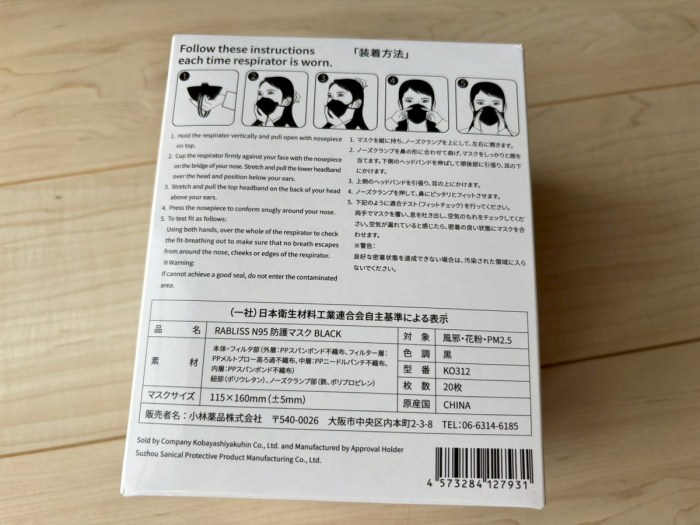 Follow these instructions
each time respirator is worn.
「装着方法」
1 2 3 4 5
1. Hold the respirator vertically and pull open with nosepiece
on top.
2. Cup the respirator firmly against your face with the nosepiece
on the bridge of your nose. Stretch and pull the lower headband
over the head and position below your ears.
3. Stretch and pull the top headband on the back of your head
above your ears.
4. Press the nosepiece to conform snugly around your nose.
5. To test fit as follows:
Using both hands, over the whole of the respirator to check
the fit-breathing out to make sure that no breath escapes
from around the nose, cheeks or edges of the respirator.
※Warning:
If cannot achieve a good seal, do not enter the contaminated
area.
1. マスクを縦に持ち、ノーズクランプを上にして、左右に開きます。
2. ノーズクランプを鼻の形に合わせて曲げ、マスクをしっかりと顔を
当てます。下側のヘッドバンドを伸ばして頭後部に引張り、耳の下
にかけます。
3. 上側のヘッドバンドを引張り、耳の上にかけます。
4. ノーズクランプを押して、鼻にピッタリとフィットさせます。
5. 下記のように適合テスト(フィットチェック)を行ってください。
両手でマスクを覆い、息を吐き出し、空気のもれをチェックしてくだ
さい。空気が漏れていると感じたら、密着の良い状態にマスクを合
わせます。
※警告:
良好な密着状態を達成できない場合は、汚染された領域に入ら
ないでください。
(一社)日本衛生材料工業連合会自主基準による表示
品 名 RABLISS N95 防護マスク BLACK 対 象 風邪・花粉・PM2.5
素 材 本体・フィルタ部(外層:PPスパンボンド不織布、フィルター層:
PPメルトブロー高ろ過不織布、中層:PPニードルパンチ不織布、
内層:PPスパンボンド不織布)
紐部(ポリウレタン)、ノーズクランプ部(鉄、ポリプロピレン)
色 調 黒
型 番 KO312
枚 数 20枚
マスクサイズ 115×160mm(±5mm) 原産国 CHINA
販売者名:小林薬品株式会社 〒540-0026 大阪市中央区内本町2-3-8 TEL:06-6314-6185
Sold by Company Kobayashiyakuhin Co., Ltd. and Manufactured by Approval Holder
Suzhou Sanical Protective Product Manufacturing Co., Ltd.
4 573284 127931